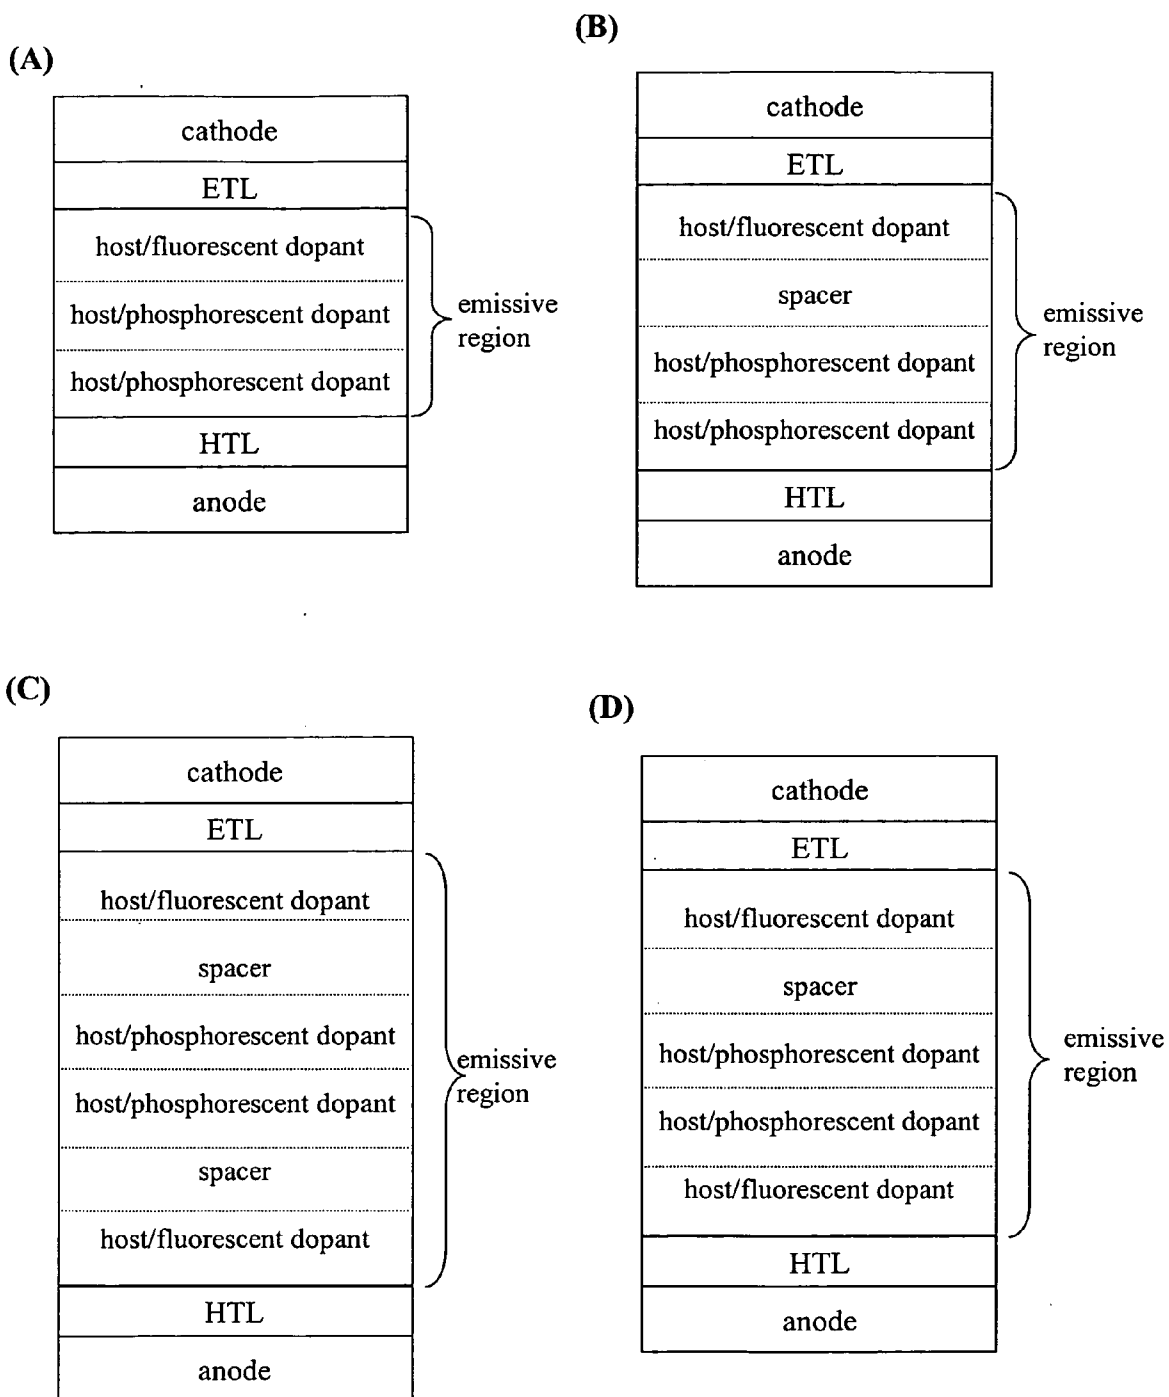 (A)
cathode
ETL
host/fluorescent dopant
host/phosphorescent dopant
host/phosphorescent dopant
HTL
anode
emissive
region
(B)
cathode
ETL
host/fluorescent dopant
spacer
host/phosphorescent dopant
host/phosphorescent dopant
HTL
anode
emissive
region
(C)
cathode
ETL
host/fluorescent dopant
spacer
host/phosphorescent dopant
host/phosphorescent dopant
spacer
host/fluorescent dopant
HTL
anode
emissive
region
(D)
cathode
ETL
host/fluorescent dopant
spacer
host/phosphorescent dopant
host/phosphorescent dopant
host/fluorescent dopant
HTL
anode
emissive
region